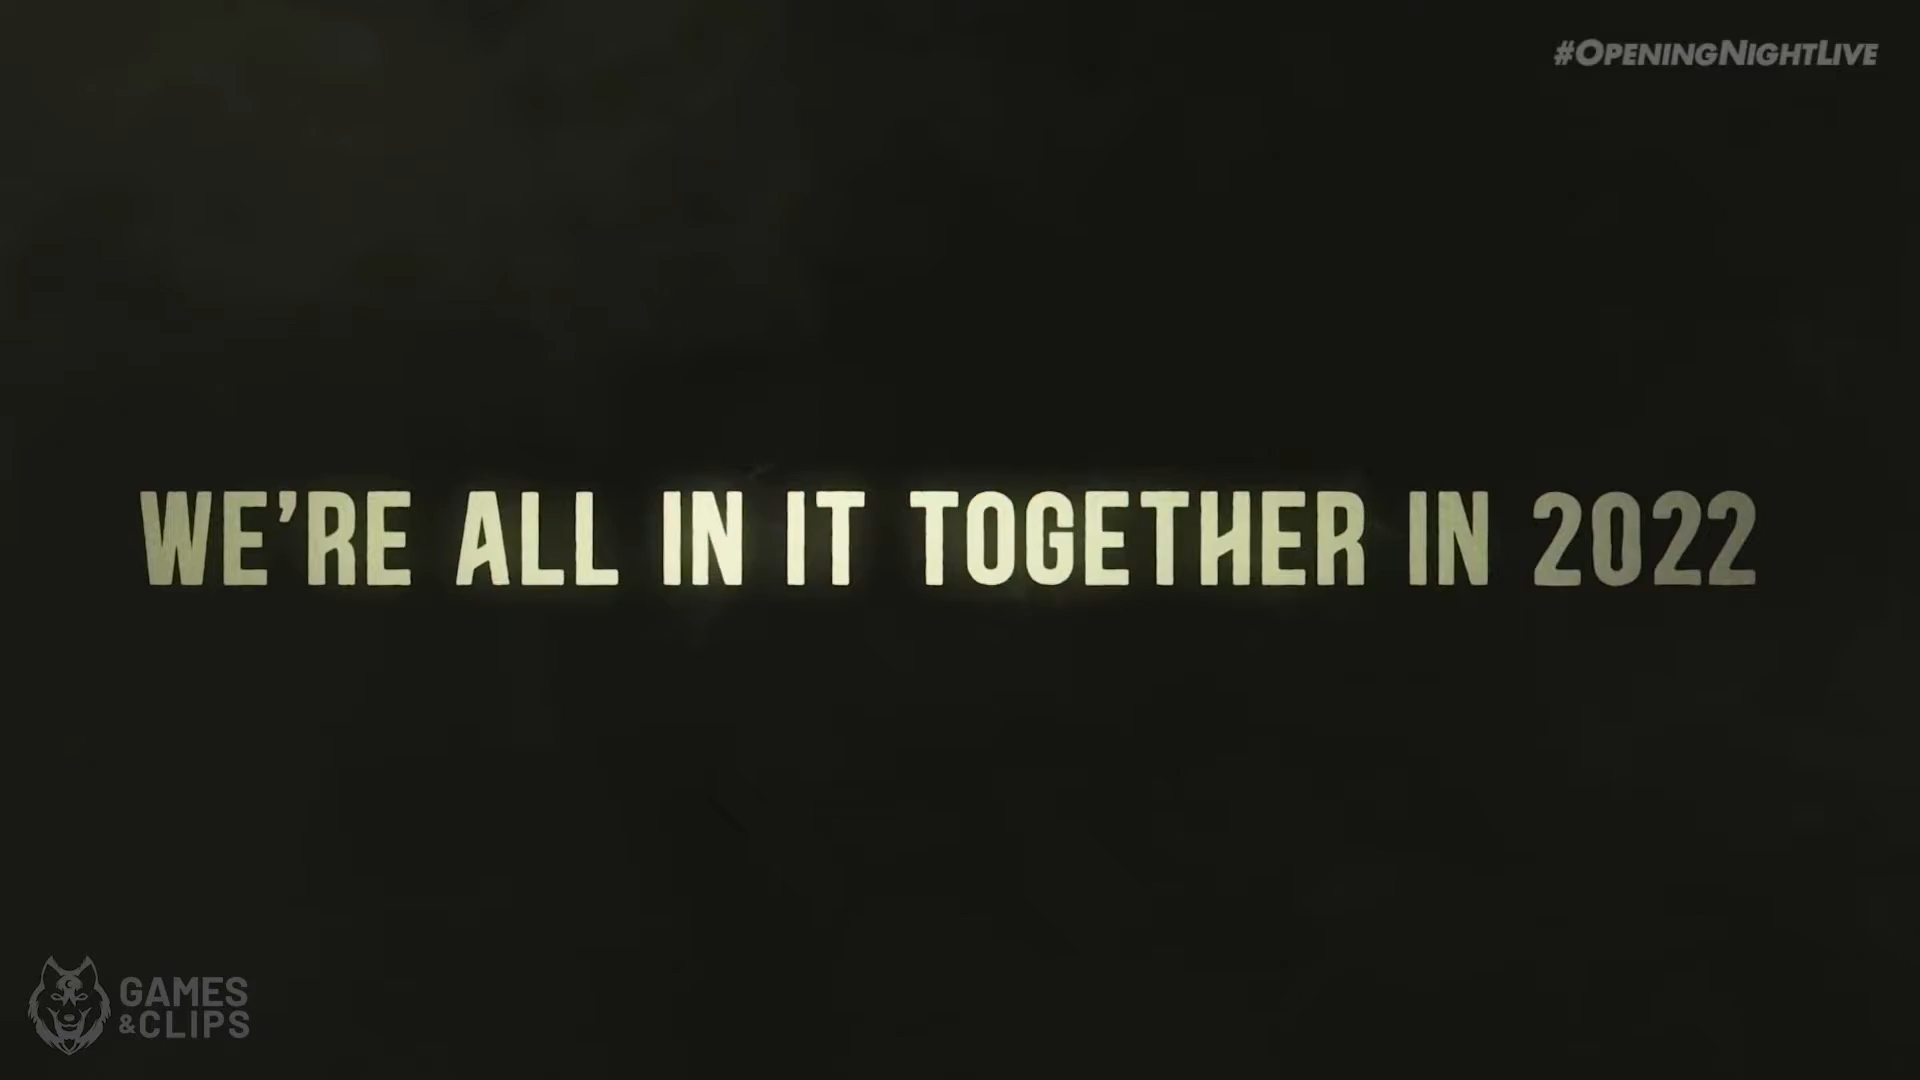 #OPENINGNIGHTLIVE
WE'RE ALL IN IT TOGETHER IN 2022
GAMES
&CLIPS